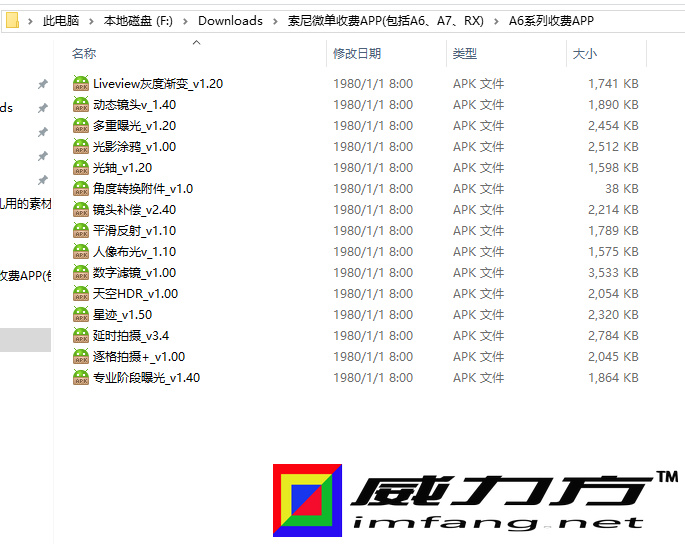 此电脑 > 本地磁盘 (F:) > Downloads > 索尼微单收费APP(包括A6、A7、RX) > A6系列收费APP
名称 修改日期 类型 大小
Liveview灰度渐变_v1.20 1980/1/1 8:00 APK 文件 1,741 KB
ds 动态镜头v_1.40 1980/1/1 8:00 APK 文件 1,890 KB
多重曝光_v1.20 1980/1/1 8:00 APK 文件 2,454 KB
光影涂鸦_v1.00 1980/1/1 8:00 APK 文件 2,512 KB
光轴_v1.20 1980/1/1 8:00 APK 文件 1,598 KB
角度转换附件_v1.0 1980/1/1 8:00 APK 文件 38 KB
用的素材 镜头补偿_v2.40 1980/1/1 8:00 APK 文件 2,214 KB
平滑反射_v1.10 1980/1/1 8:00 APK 文件 1,789 KB
人像布光v_1.10 1980/1/1 8:00 APK 文件 1,575 KB
收费APP(包 数字滤镜_v1.00 1980/1/1 8:00 APK 文件 3,533 KB
天空HDR_v1.00 1980/1/1 8:00 APK 文件 2,054 KB
星迹_v1.50 1980/1/1 8:00 APK 文件 2,320 KB
延时拍摄_v3.4 1980/1/1 8:00 APK 文件 2,784 KB
逐格拍摄+_v1.00 1980/1/1 8:00 APK 文件 2,045 KB
专业阶段曝光_v1.40 1980/1/1 8:00 APK 文件 1,864 KB
威力方™
imfang.net